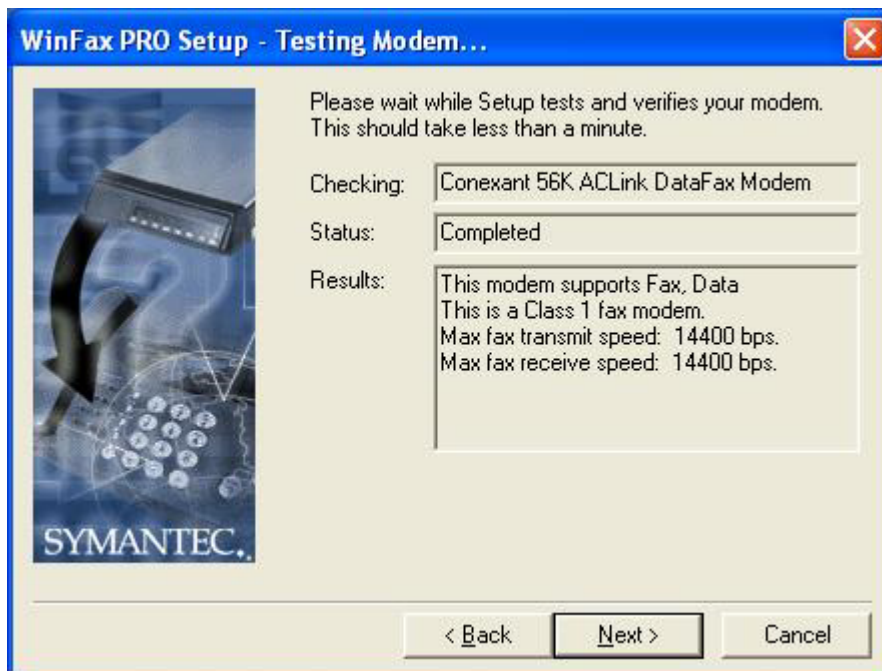 WinFax PRO Setup - Testing Modem...
Please wait while Setup tests and verifies your modem.
This should take less than a minute.
Checking: Conexant 56K ACLink DataFax Modem
Status: Completed
Results: This modem supports Fax, Data
This is a Class 1 fax modem.
Max fax transmit speed: 14400 bps.
Max fax receive speed: 14400 bps.
SYMANTEC.
< Back Next > Cancel